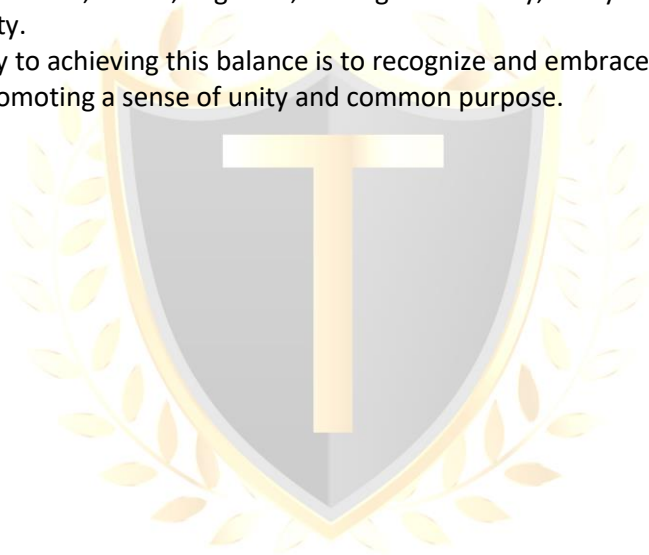 ty.
y to achieving this balance is to recognize and embrace
omoting a sense of unity and common purpose.
T